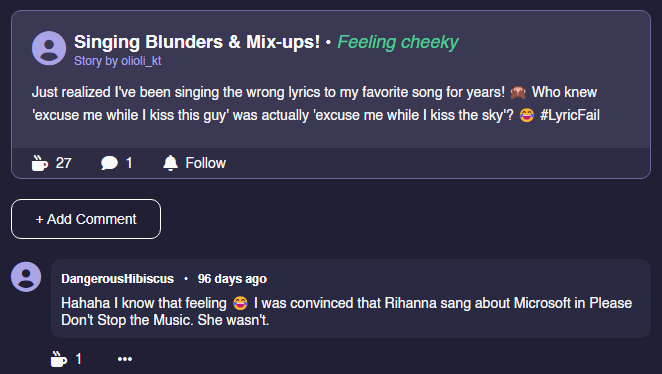 Singing Blunders & Mix-ups! • Feeling cheeky
Story by olioli_kt
Just realized I've been singing the wrong lyrics to my favorite song for years! 🙊 Who knew
'excuse me while I kiss this guy' was actually 'excuse me while I kiss the sky'? 😂 #LyricFail
27 1 Follow
+ Add Comment
DangerousHibiscus • 96 days ago
Hahaha I know that feeling 😂 I was convinced that Rihanna sang about Microsoft in Please
Don't Stop the Music. She wasn't.
1 •••